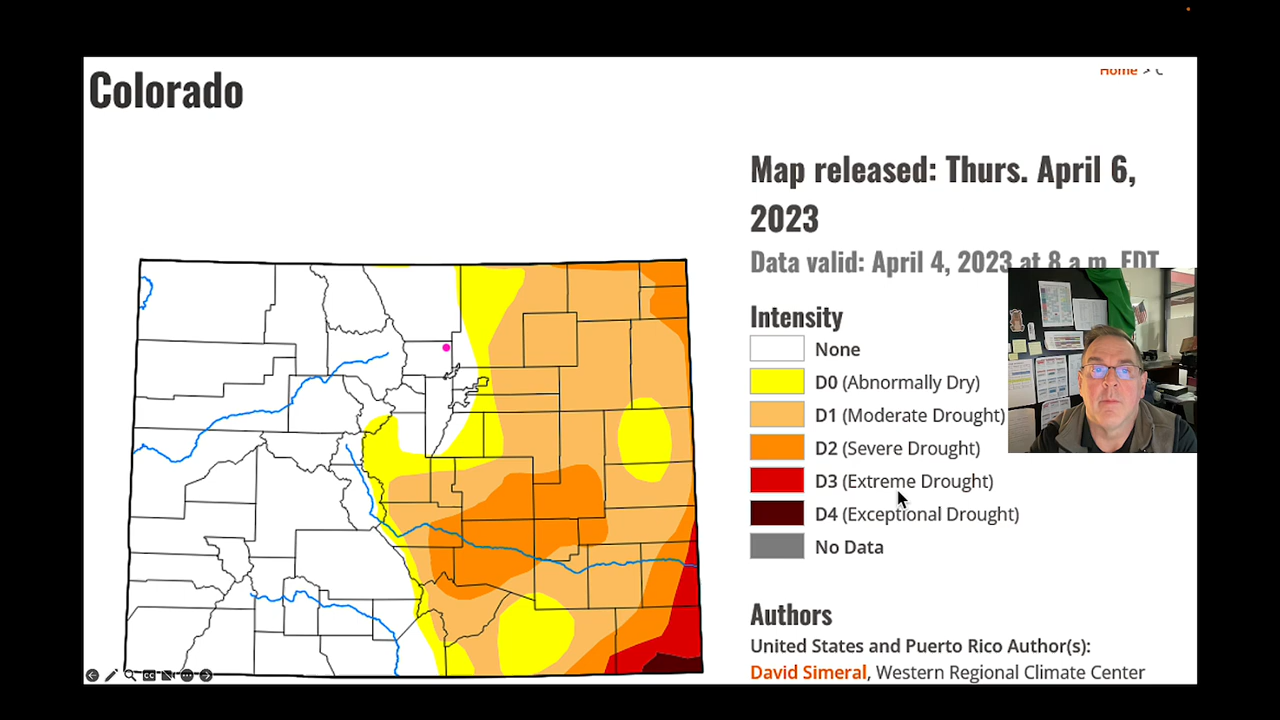 Colorado
Home >
Map released: Thurs. April 6,
2023
Data valid: April 4, 2023 at 8 a.m. EDT
Intensity
None
D0 (Abnormally Dry)
D1 (Moderate Drought)
D2 (Severe Drought)
D3 (Extreme Drought)
D4 (Exceptional Drought)
No Data
Authors
United States and Puerto Rico Author(s):
David Simeral, Western Regional Climate Center